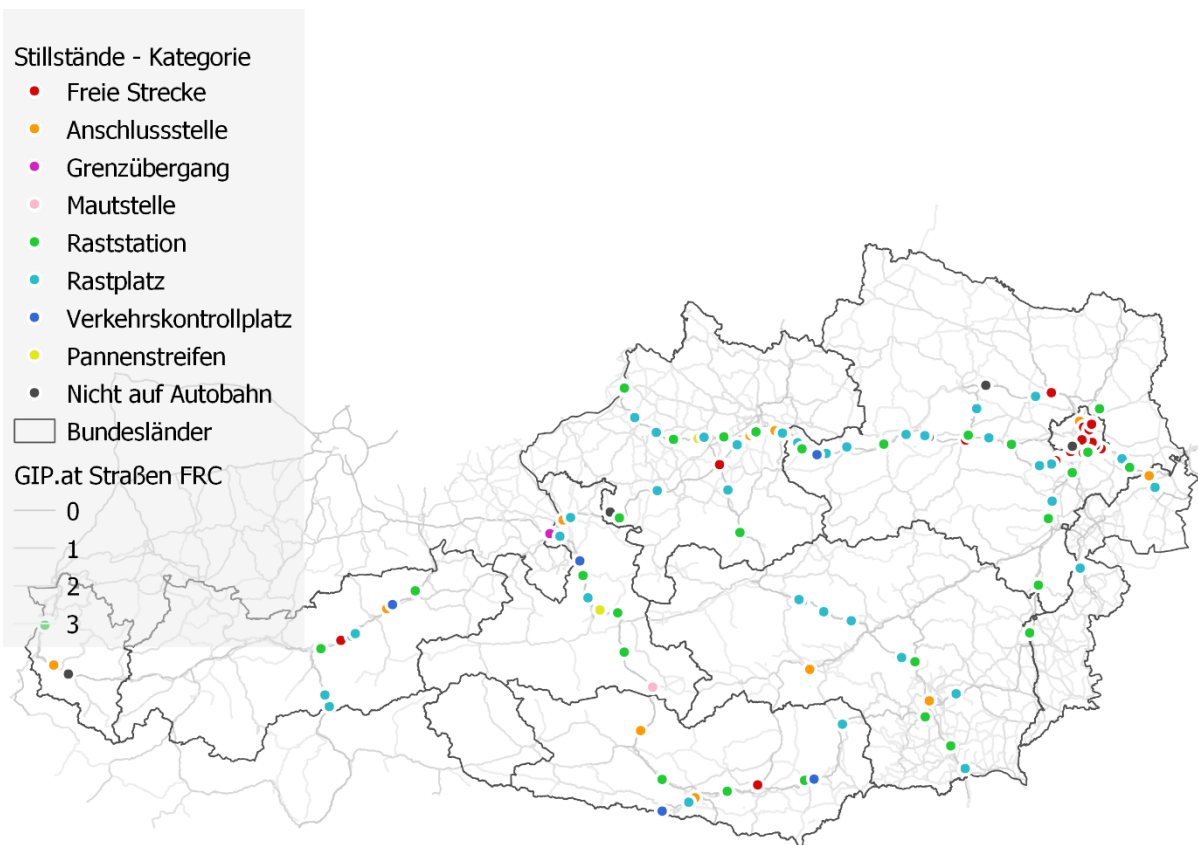 Stillstände - Kategorie
Freie Strecke
Anschlussstelle
Grenzübergang
Mautstelle
Raststation
Rastplatz
Verkehrskontrollplatz
Pannenstreifen
Nicht auf Autobahn
Bundesländer
GIP.at Straßen FRC
0
1
2
3